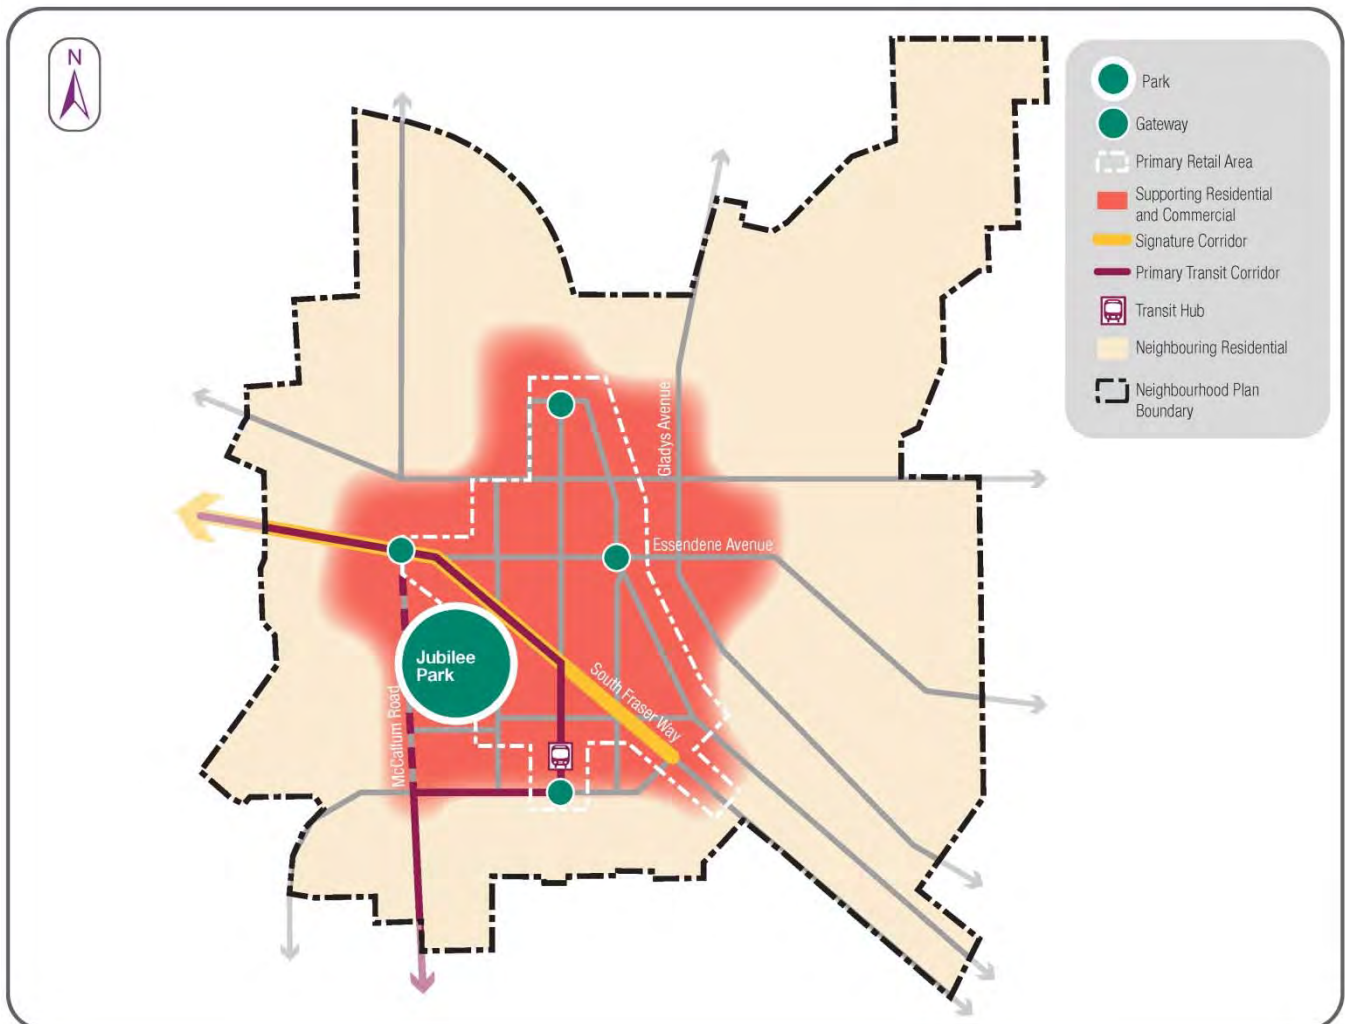 N
Park
Gateway
Primary Retail Area
Supporting Residential
and Commercial
Signature Corridor
Primary Transit Corridor
Transit Hub
Neighbouring Residential
Neighbourhood Plan
Boundary
Gladys Avenue
Essendene Avenue
Jubilee
Park
South Fraser Way
McCallum Road